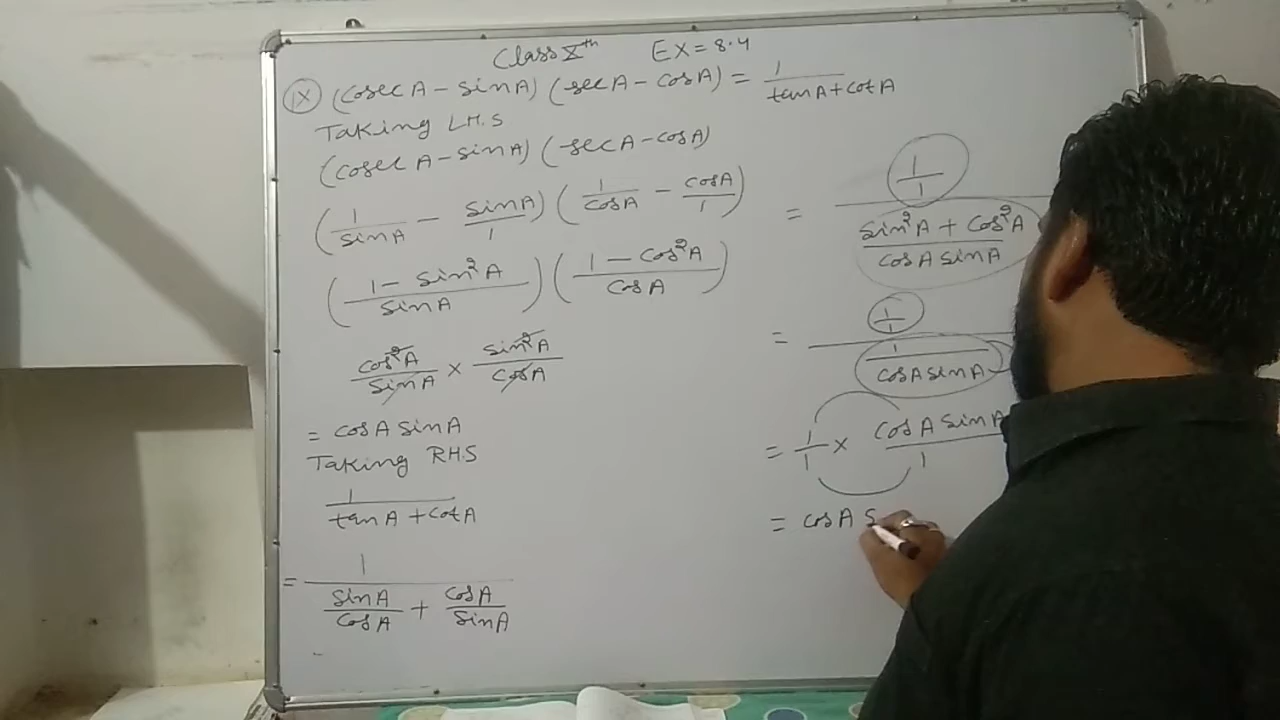 Class Xth EX = 8.4
ix (cosec A - sin A) (sec A - cos A) = 1/(tan A + cot A)
Taking L.H.S
(cosec A - sin A) (sec A - cos A)
(1/sin A - sin A/1) (1/cos A - cos A/1)
((1 - sin²A)/sin A) ((1 - cos²A)/cos A)
cos²A/sin A × sin²A/cos A
= cos A sin A
Taking R.H.S
1/(tan A + cot A)
= 1/(sin A/cos A + cos A/sin A)
= (1/1)/((sin²A + cos²A)/(cos A sin A))
= (1/1)/(1/(cos A sin A))
= 1/1 × cos A sin A/1
= cos A S